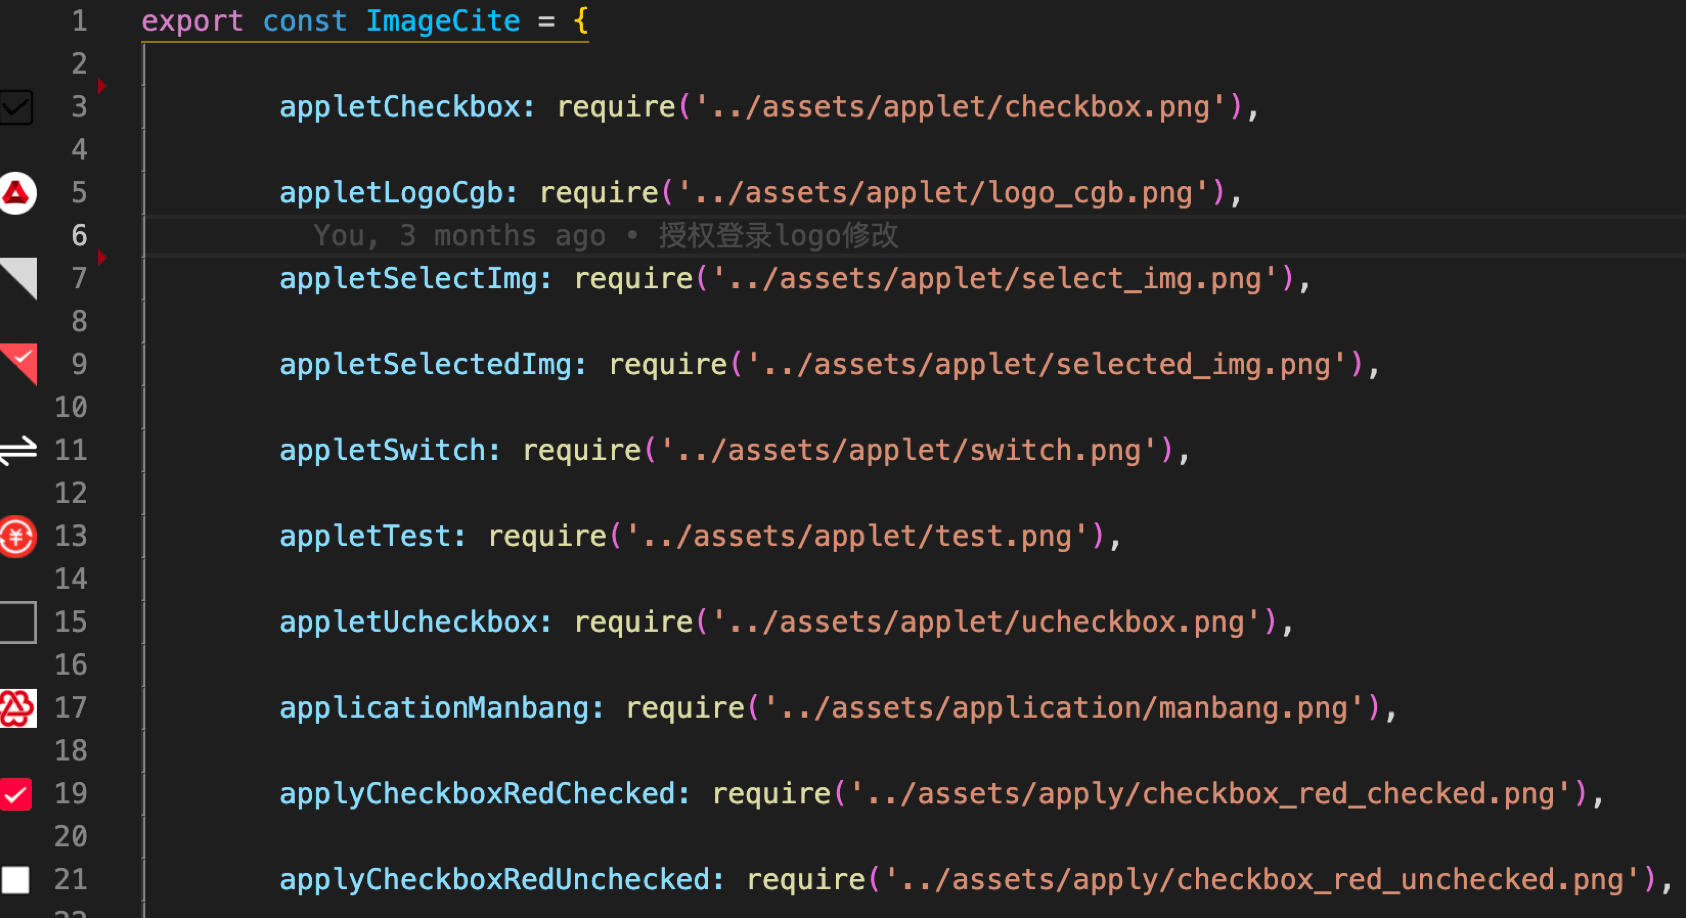 1 export const ImageCite = {
2
3 appletCheckbox: require('../assets/applet/checkbox.png'),
4
5 appletLogoCgb: require('../assets/applet/logo_cgb.png'),
6 You, 3 months ago • 授权登录logo修改
7 appletSelectImg: require('../assets/applet/select_img.png'),
8
9 appletSelectedImg: require('../assets/applet/selected_img.png'),
10
11 appletSwitch: require('../assets/applet/switch.png'),
12
13 appletTest: require('../assets/applet/test.png'),
14
15 appletUcheckbox: require('../assets/applet/ucheckbox.png'),
16
17 applicationManbang: require('../assets/application/manbang.png'),
18
19 applyCheckboxRedChecked: require('../assets/apply/checkbox_red_checked.png'),
20
21 applyCheckboxRedUnchecked: require('../assets/apply/checkbox_red_unchecked.png'),